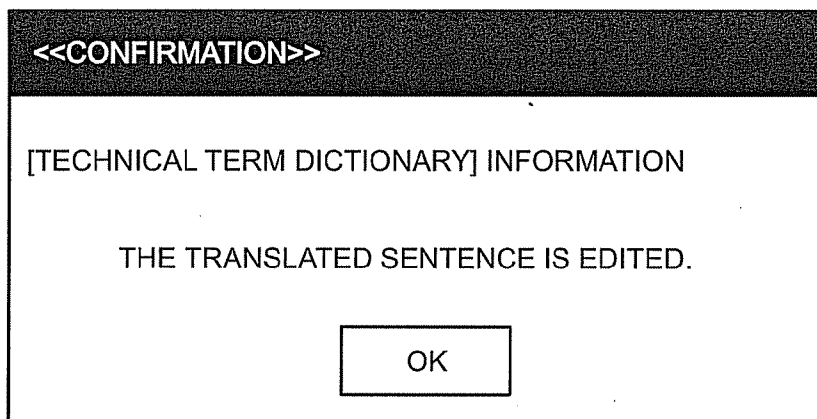 <<CONFIRMATION>>
[TECHNICAL TERM DICTIONARY] INFORMATION
THE TRANSLATED SENTENCE IS EDITED.
OK